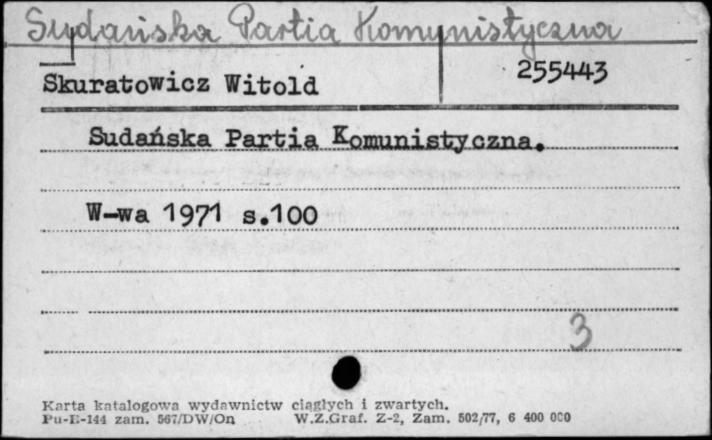 Sudańska Partia Komunistyczna
Skuratowicz Witold 255443
Sudańska Partia Komunistyczna.
W-wa 1971 s.100
3
Karta katalogowa wydawnictw ciągłych i zwartych.
Pu-E-144 zam. 567/DW/On W.Z.Graf. Z-2, Zam. 502/77, 6 400 000